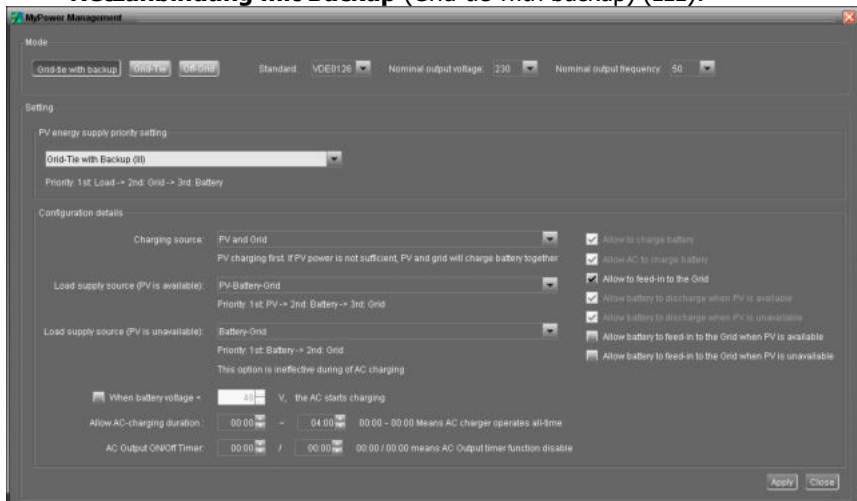 Netzanbindung mit Backup (Grid-tie with backup) (III):
MyPower Management
Mode
Grid-tie with backup Grid-Tie Off-Grid Standard: VDE0126 Nominal output voltage: 230 Nominal output frequency: 50
Setting
PV energy supply priority setting
Grid-Tie with Backup (III)
Priority: 1st: Load -> 2nd: Grid -> 3rd: Battery
Configuration details
Charging source: PV and Grid
PV charging first. If PV power is not sufficient, PV and grid will charge battery together
Load supply source (PV is available): PV-Battery-Grid
Priority: 1st: PV -> 2nd: Battery -> 3rd: Grid
Load supply source (PV is unavailable): Battery-Grid
Priority: 1st: Battery -> 2nd: Grid
This option is ineffective during of AC charging
When battery voltage < 48 V, the AC starts charging
Allow AC-charging duration : 00:00 ~ 04:00 00:00 ~ 00:00 Means AC charger operates all-time
AC Output ON/Off Timer: 00:00 / 00:00 00:00 / 00:00 means AC Output timer function disable
Allow to charge battery
Allow AC to charge battery
Allow to feed-in to the Grid
Allow battery to discharge when PV is available
Allow battery to discharge when PV is unavailable
Allow battery to feed-in to the Grid when PV is available
Allow battery to feed-in to the Grid when PV is unavailable
Apply Close